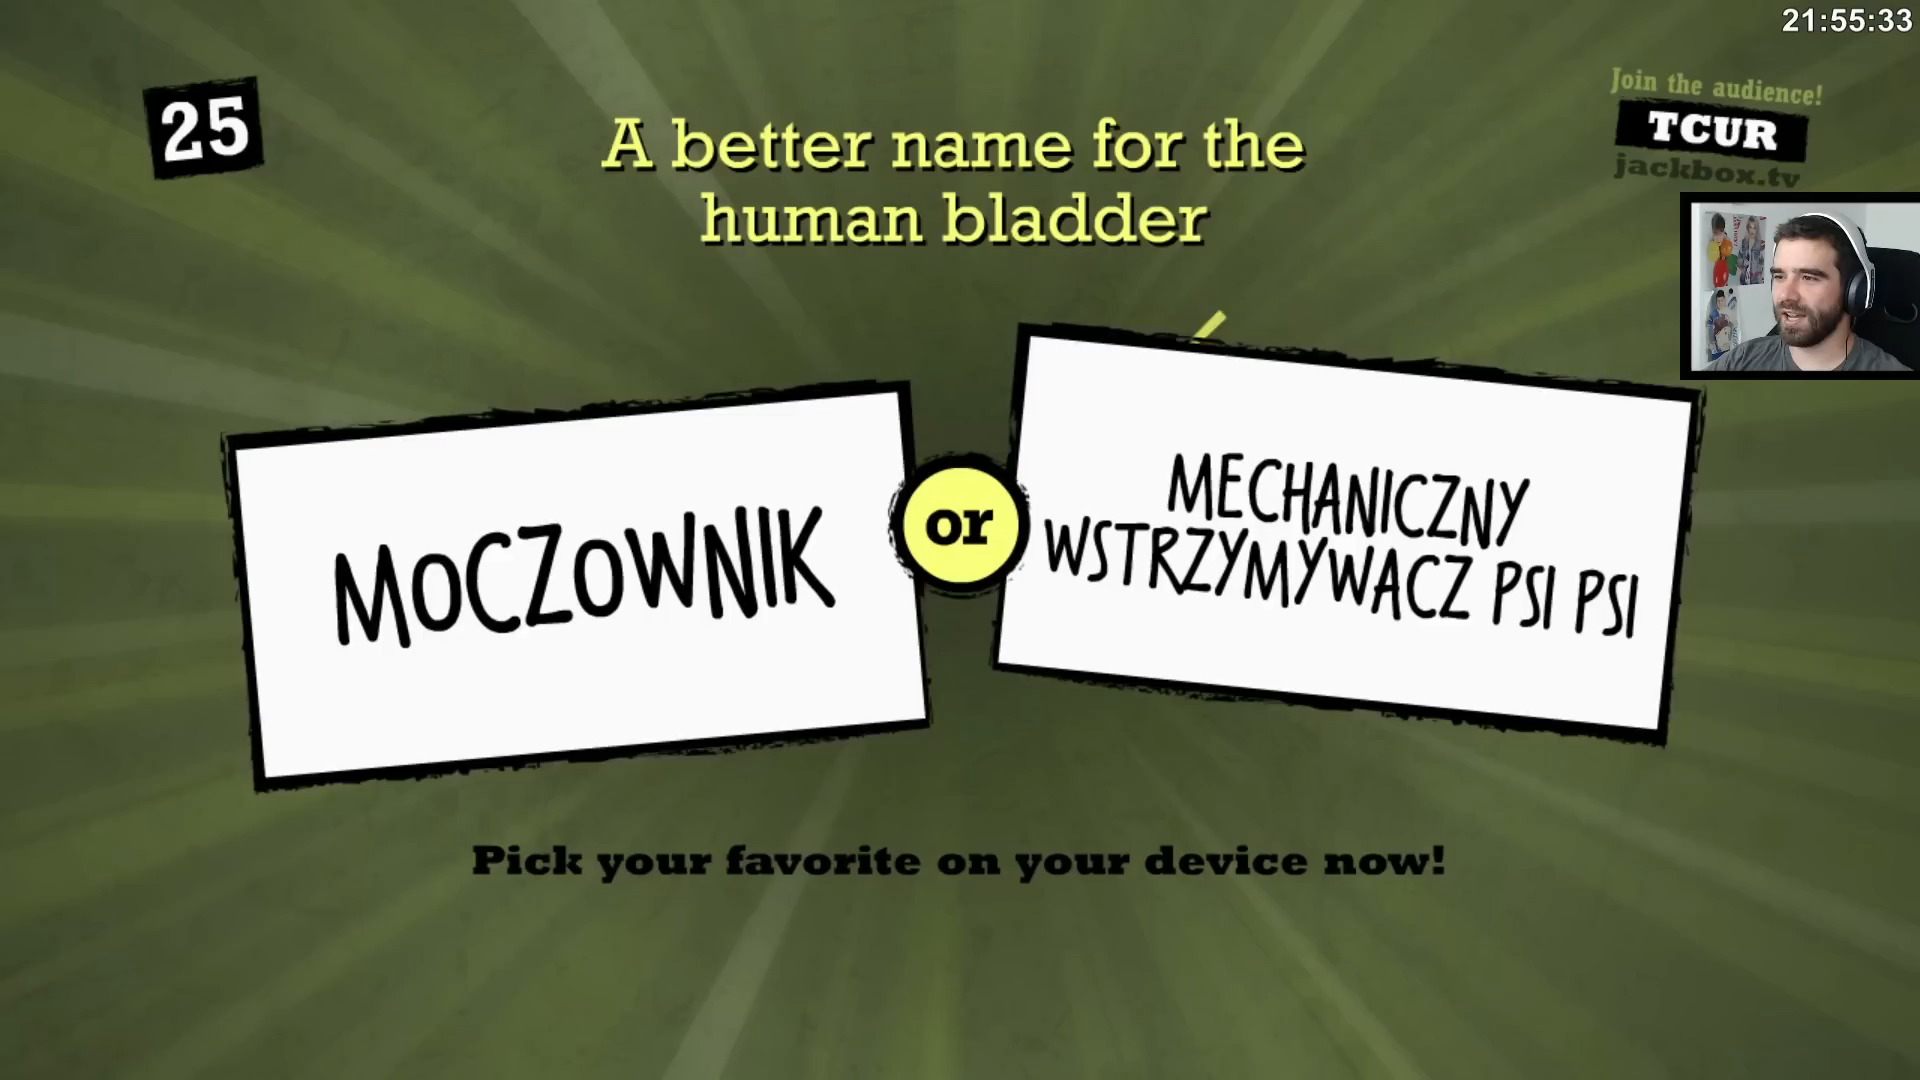 21:55:33
25
Join the audience!
TCUR
jackbox.tv
A better name for the
human bladder
MOCZOWNIK
or
MECHANICZNY
WSTRZYMYWACZ PSI PSI
Pick your favorite on your device now!